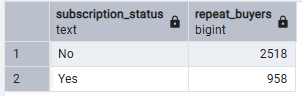 subscription_status repeat_buyers
text bigint
1 No 2518
2 Yes 958